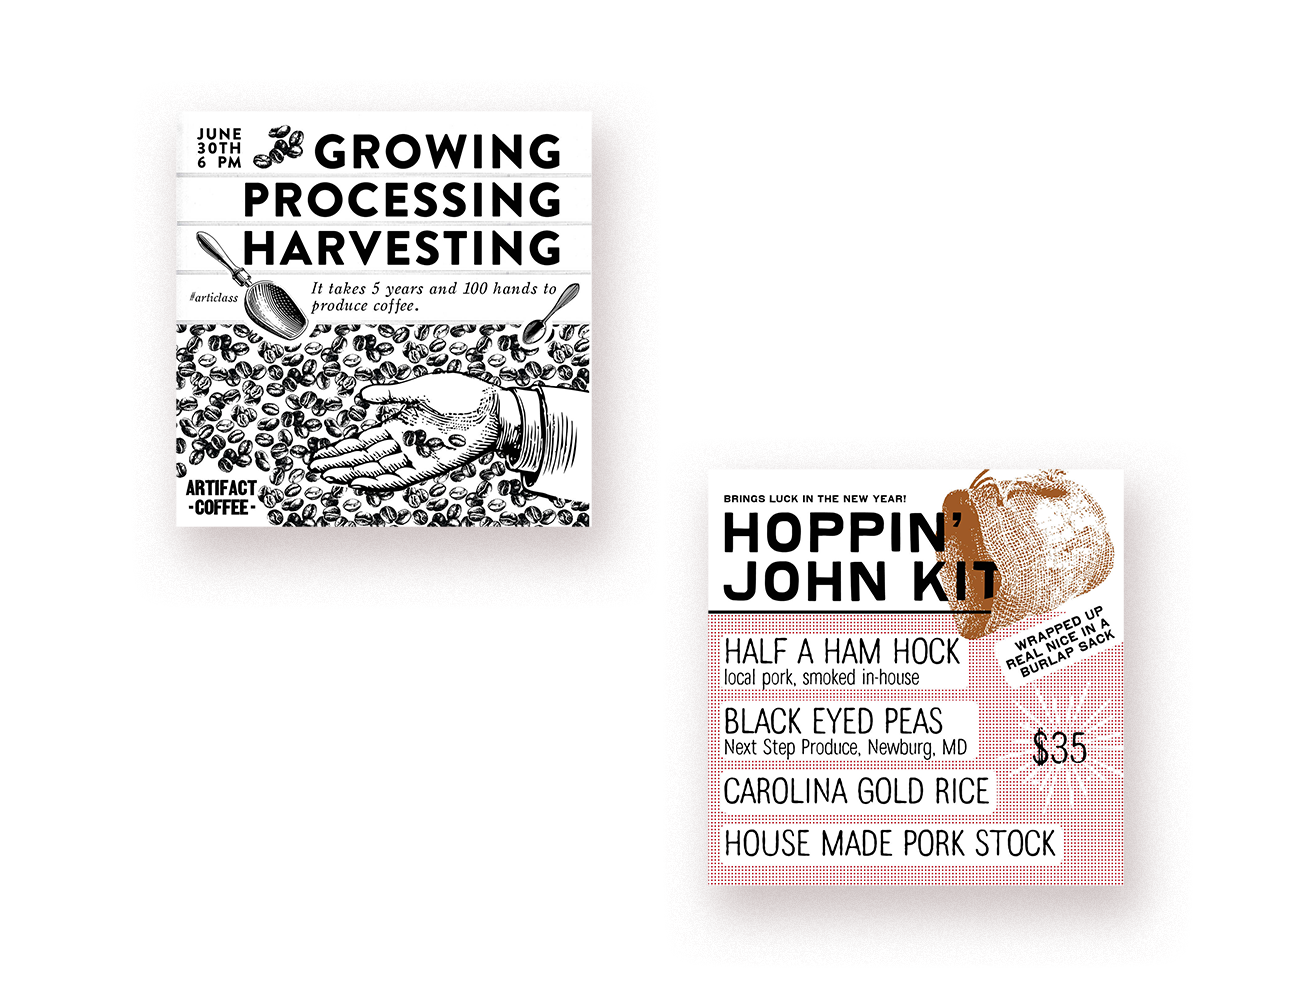 JUNE
30TH
6 PM
GROWING
PROCESSING
HARVESTING
#articlass
It takes 5 years and 100 hands to
produce coffee.
ARTIFACT
-COFFEE-
BRINGS LUCK IN THE NEW YEAR!
HOPPIN'
JOHN KIT
WRAPPED UP
REAL NICE IN A
BURLAP SACK
HALF A HAM HOCK
local pork, smoked in-house
BLACK EYED PEAS
Next Step Produce, Newburg, MD
$35
CAROLINA GOLD RICE
HOUSE MADE PORK STOCK